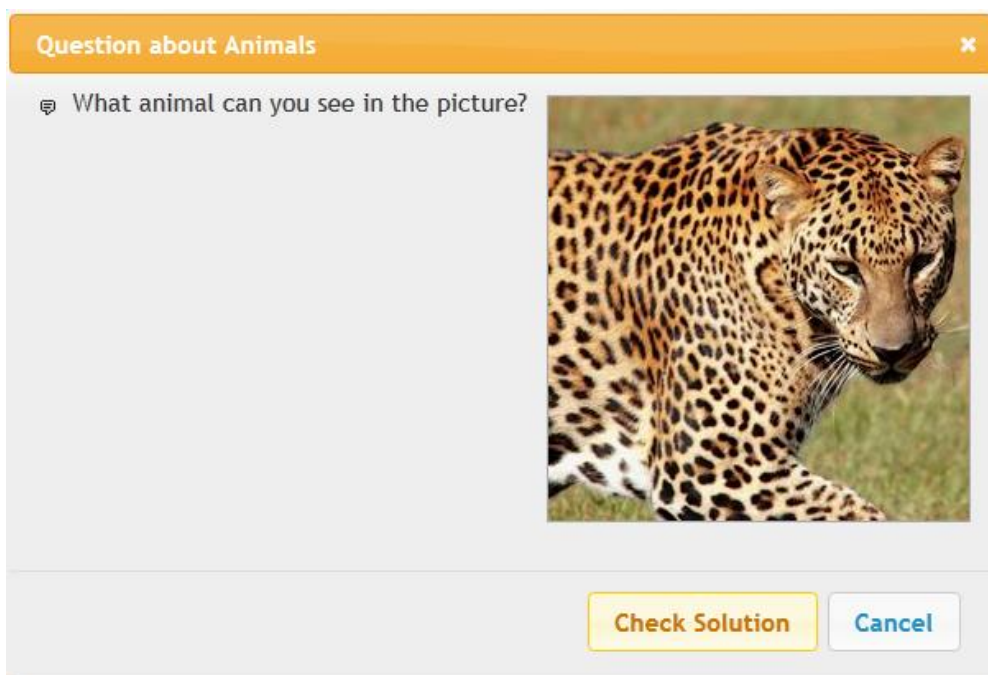 Question about Animals
What animal can you see in the picture?
Check Solution
Cancel